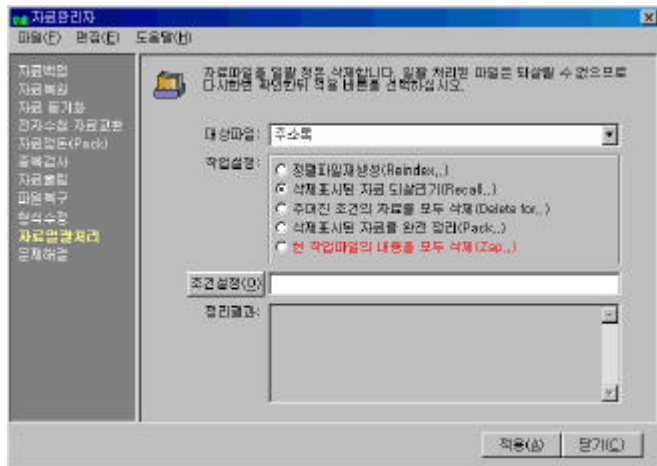 자료관리자
파일(F) 편집(E) 도움말(H)
자료백업
자료복원
자료 동기화
전자수첩 자료교환
자료압축(Pack)
중복검사
자료올림
파일복구
형식수정
자료일괄처리
문제해결
자료파일을 일괄 정돈 삭제합니다. 일괄 처리된 파일은 되살릴 수 없으므로
다시한번 확인한뒤 적용 버튼을 선택하십시오.
대상파일: 주소록
작업설정:
정렬파일재생성(Reindex,,)
삭제표시된 자료 되살리기(Recall,,)
주어진 조건의 자료를 모두 삭제(Delete for,,)
삭제표시된 자료를 완전 정리(Pack,,)
현 작업파일의 내용을 모두 삭제(Zap,,)
조건설정(O)
정리결과:
적용(A) 닫기(C)